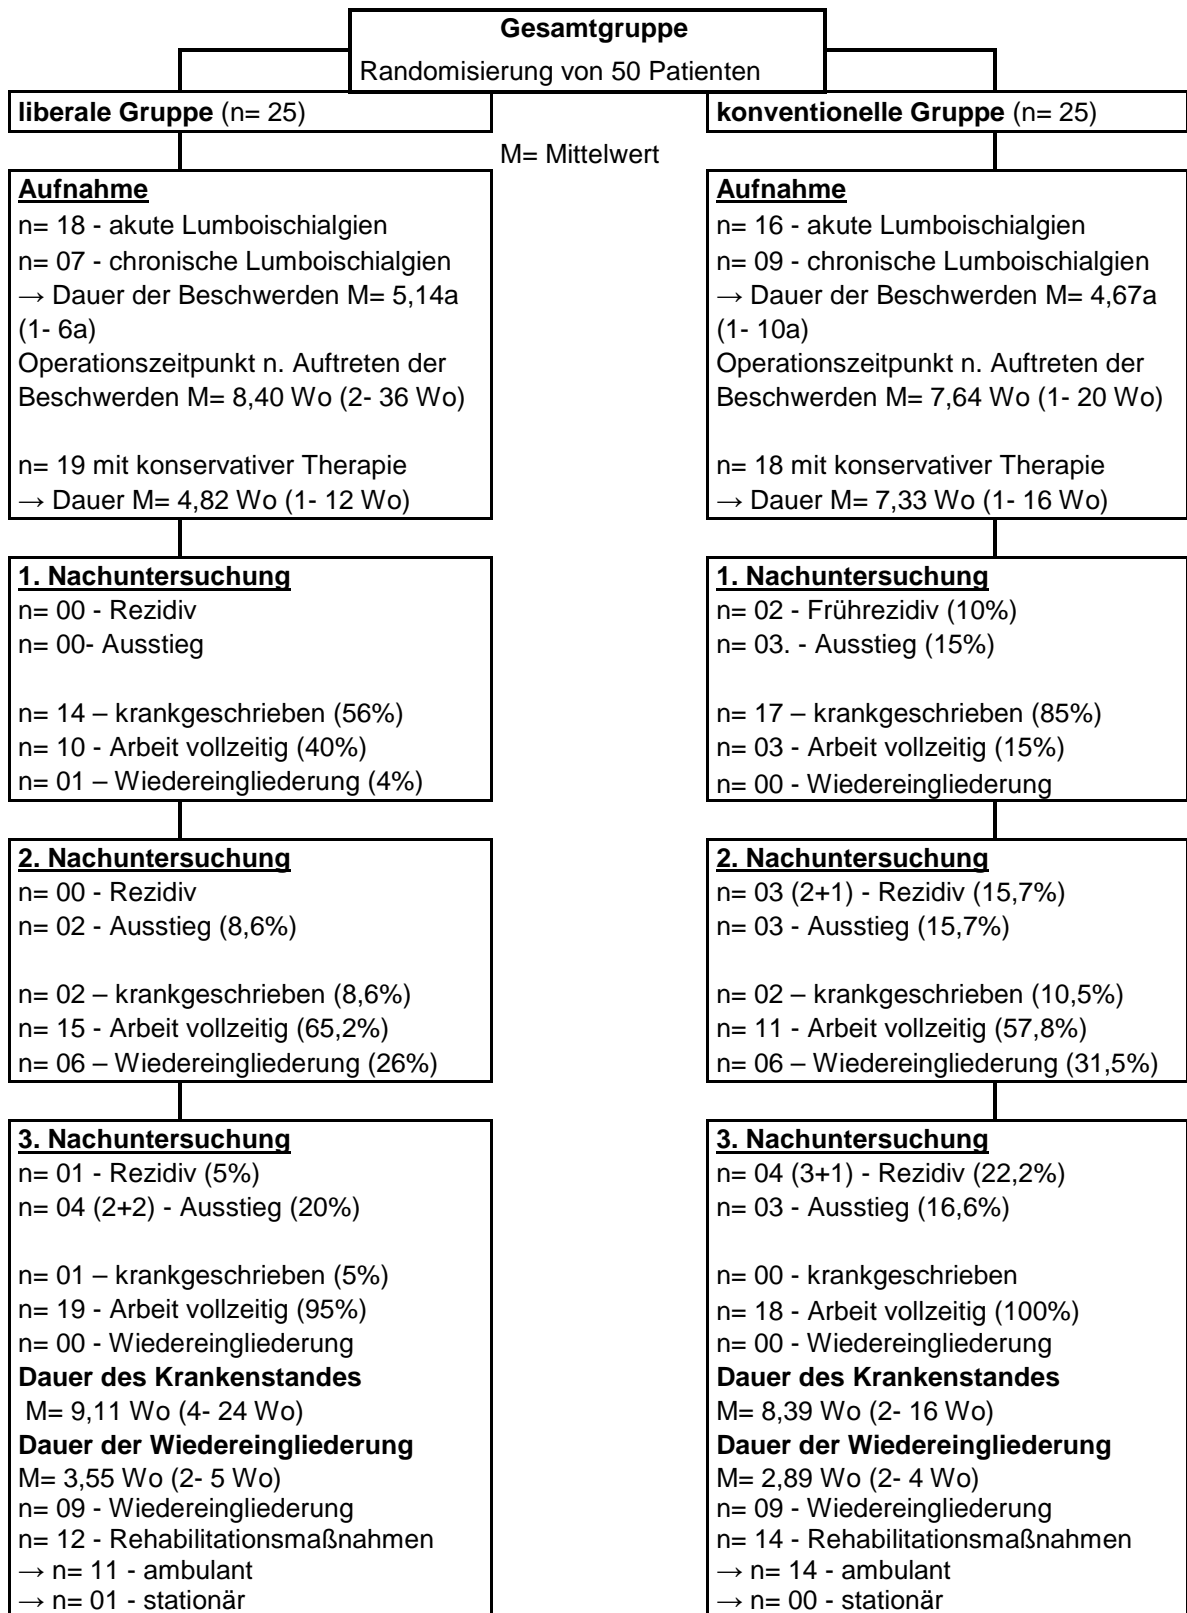 Gesamtgruppe
Randomisierung von 50 Patienten
liberale Gruppe (n= 25)
konventionelle Gruppe (n= 25)
M= Mittelwert
Aufnahme
n= 18 - akute Lumboischialgien
n= 07 - chronische Lumboischialgien
→ Dauer der Beschwerden M= 5,14a
(1- 6a)
Operationszeitpunkt n. Auftreten der
Beschwerden M= 8,40 Wo (2- 36 Wo)
n= 19 mit konservativer Therapie
→ Dauer M= 4,82 Wo (1- 12 Wo)
Aufnahme
n= 16 - akute Lumboischialgien
n= 09 - chronische Lumboischialgien
→ Dauer der Beschwerden M= 4,67a
(1- 10a)
Operationszeitpunkt n. Auftreten der
Beschwerden M= 7,64 Wo (1- 20 Wo)
n= 18 mit konservativer Therapie
→ Dauer M= 7,33 Wo (1- 16 Wo)
1. Nachuntersuchung
n= 00 - Rezidiv
n= 00- Ausstieg
n= 14 – krankgeschrieben (56%)
n= 10 - Arbeit vollzeitig (40%)
n= 01 – Wiedereingliederung (4%)
1. Nachuntersuchung
n= 02 - Frührezidiv (10%)
n= 03. - Ausstieg (15%)
n= 17 – krankgeschrieben (85%)
n= 03 - Arbeit vollzeitig (15%)
n= 00 - Wiedereingliederung
2. Nachuntersuchung
n= 00 - Rezidiv
n= 02 - Ausstieg (8,6%)
n= 02 – krankgeschrieben (8,6%)
n= 15 - Arbeit vollzeitig (65,2%)
n= 06 – Wiedereingliederung (26%)
2. Nachuntersuchung
n= 03 (2+1) - Rezidiv (15,7%)
n= 03 - Ausstieg (15,7%)
n= 02 – krankgeschrieben (10,5%)
n= 11 - Arbeit vollzeitig (57,8%)
n= 06 – Wiedereingliederung (31,5%)
3. Nachuntersuchung
n= 01 - Rezidiv (5%)
n= 04 (2+2) - Ausstieg (20%)
n= 01 – krankgeschrieben (5%)
n= 19 - Arbeit vollzeitig (95%)
n= 00 - Wiedereingliederung
Dauer des Krankenstandes
M= 9,11 Wo (4- 24 Wo)
Dauer der Wiedereingliederung
M= 3,55 Wo (2- 5 Wo)
n= 09 - Wiedereingliederung
n= 12 - Rehabilitationsmaßnahmen
→ n= 11 - ambulant
→ n= 01 - stationär
3. Nachuntersuchung
n= 04 (3+1) - Rezidiv (22,2%)
n= 03 - Ausstieg (16,6%)
n= 00 - krankgeschrieben
n= 18 - Arbeit vollzeitig (100%)
n= 00 - Wiedereingliederung
Dauer des Krankenstandes
M= 8,39 Wo (2- 16 Wo)
Dauer der Wiedereingliederung
M= 2,89 Wo (2- 4 Wo)
n= 09 - Wiedereingliederung
n= 14 - Rehabilitationsmaßnahmen
→ n= 14 - ambulant
→ n= 00 - stationär